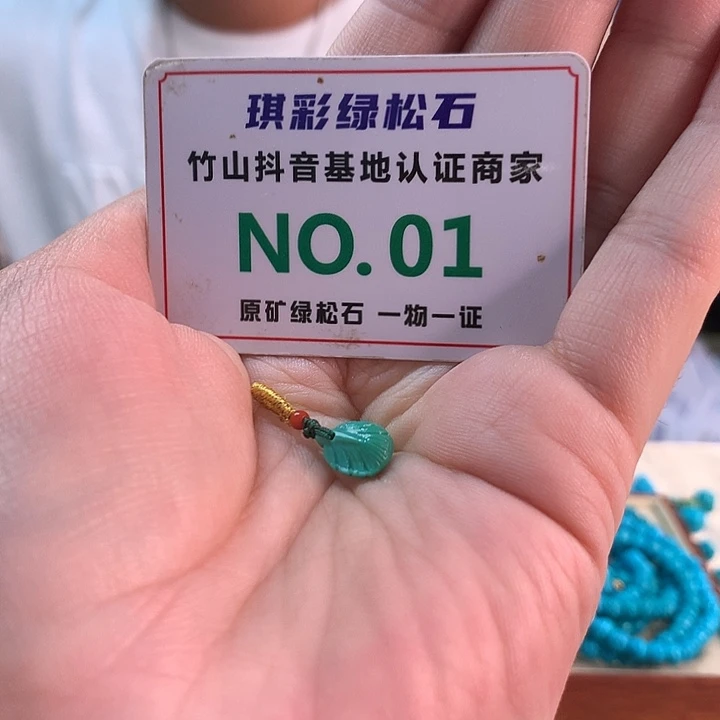 琪彩绿松石
竹山抖音基地认证商家
NO. 01
原矿绿松石 一物一证